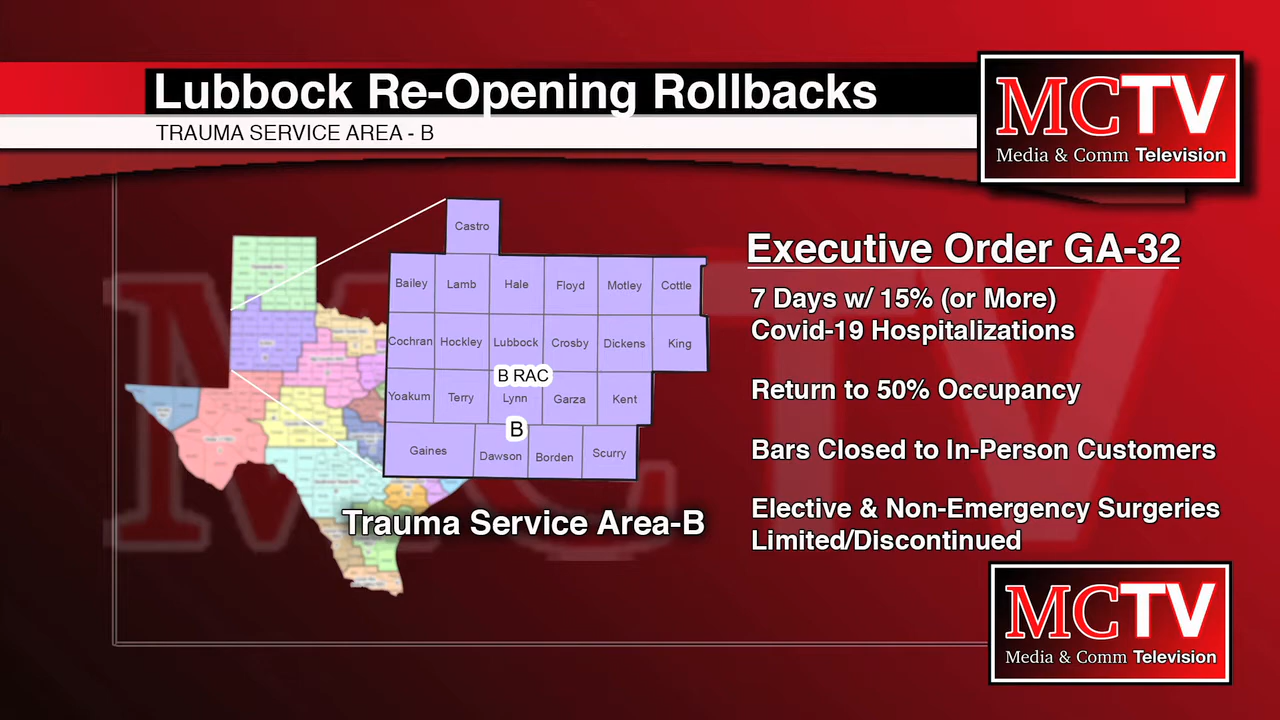 Lubbock Re-Opening Rollbacks
TRAUMA SERVICE AREA - B
MCTV
Media & Comm Television
Castro
Bailey Lamb Hale Floyd Motley Cottle
Cochran Hockley Lubbock Crosby Dickens King
B RAC
Yoakum Terry Lynn Garza Kent
B
Gaines Dawson Borden Scurry
Trauma Service Area-B
Executive Order GA-32
7 Days w/ 15% (or More)
Covid-19 Hospitalizations
Return to 50% Occupancy
Bars Closed to In-Person Customers
Elective & Non-Emergency Surgeries
Limited/Discontinued
MCTV
Media & Comm Television
MCTV